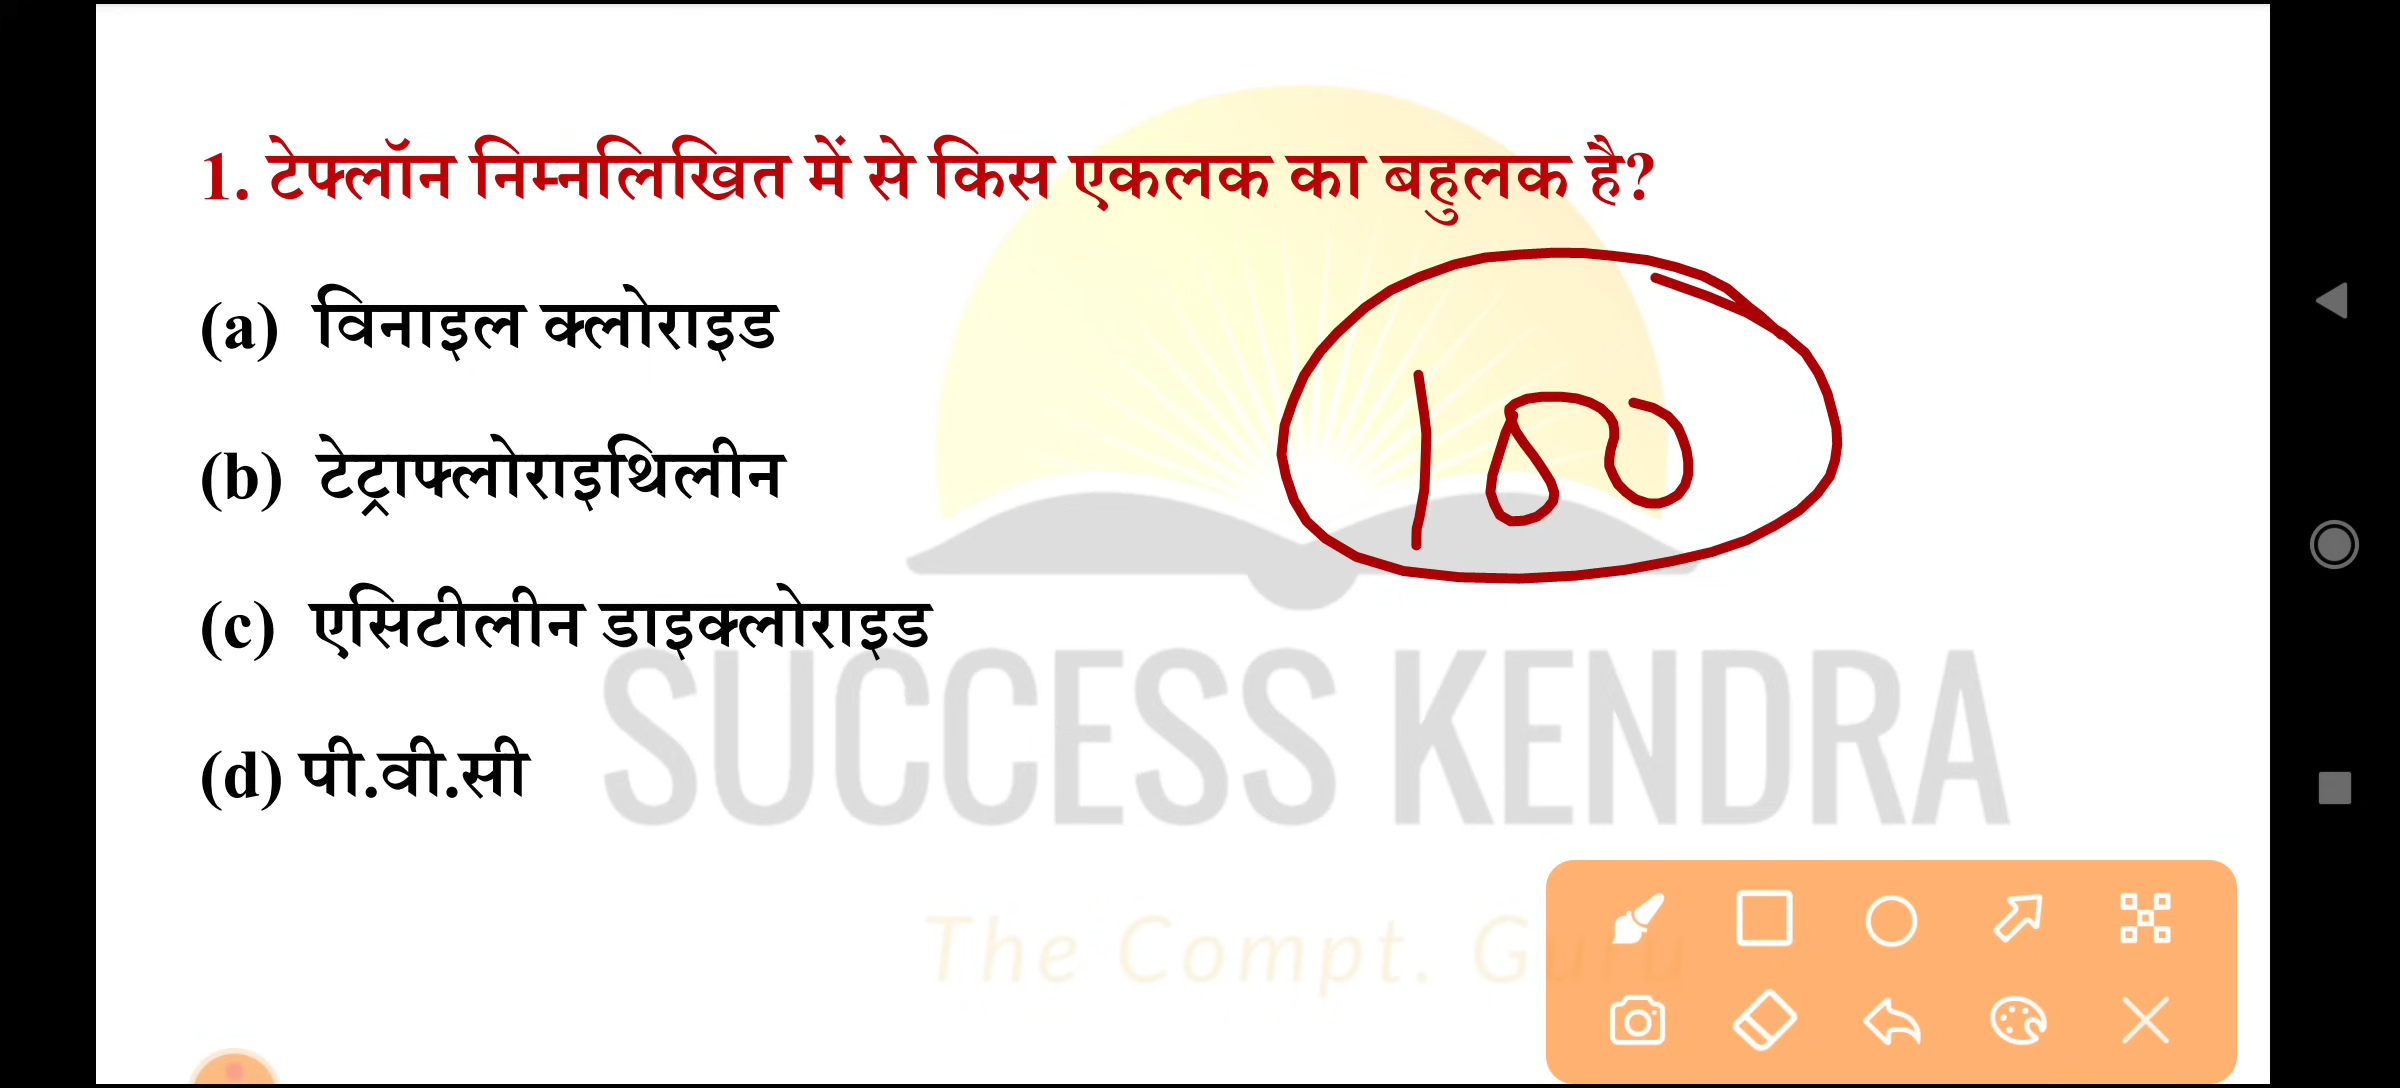 1. टेफ्लॉन निम्नलिखित में से किस एकलक का बहुलक है?
(a) विनाइल क्लोराइड
(b) टेट्राफ्लोराइथिलीन
(c) एसिटीलीन डाइक्लोराइड
(d) पी.वी.सी
100
SUCCESS KENDRA
The Compt. Guru